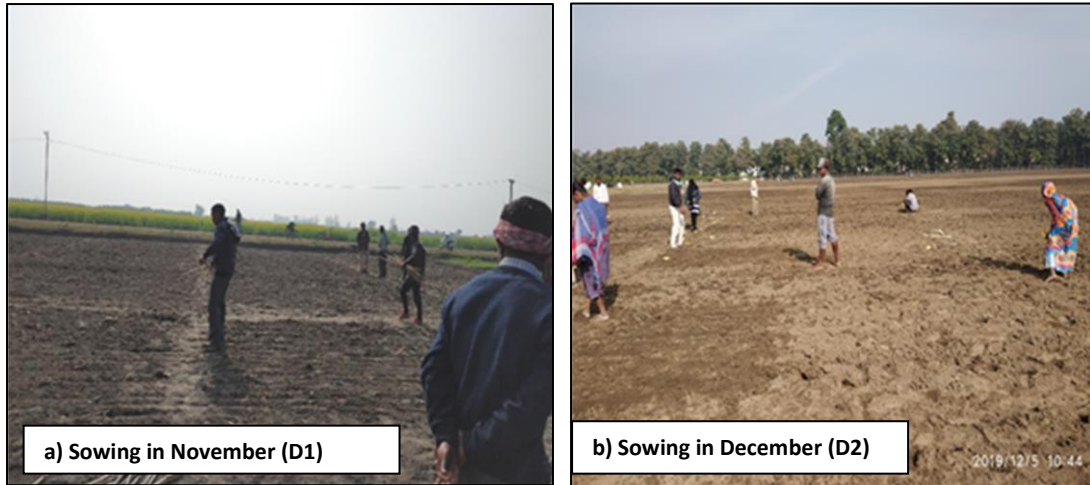 a) Sowing in November (D1)
b) Sowing in December (D2)
2019/12/5 10:44